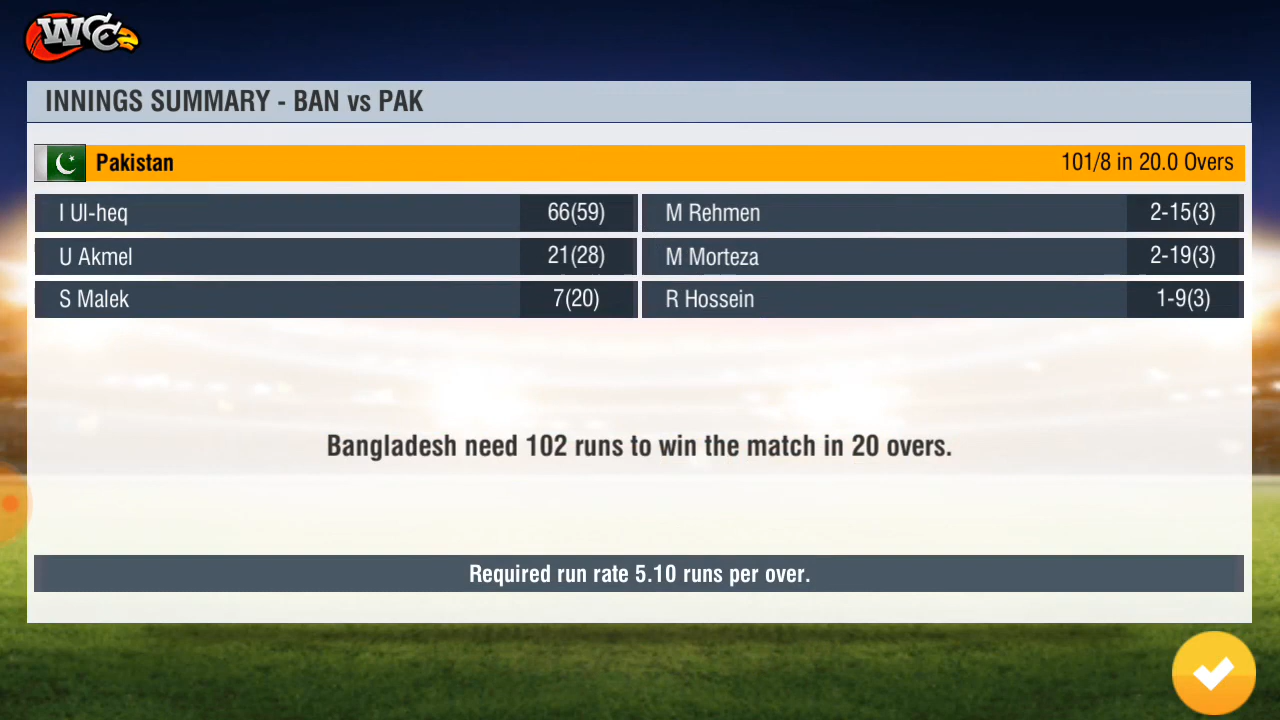 WCC
INNINGS SUMMARY - BAN vs PAK
Pakistan 101/8 in 20.0 Overs
I Ul-heq 66(59) M Rehmen 2-15(3)
U Akmel 21(28) M Morteza 2-19(3)
S Malek 7(20) R Hossein 1-9(3)
Bangladesh need 102 runs to win the match in 20 overs.
Required run rate 5.10 runs per over.